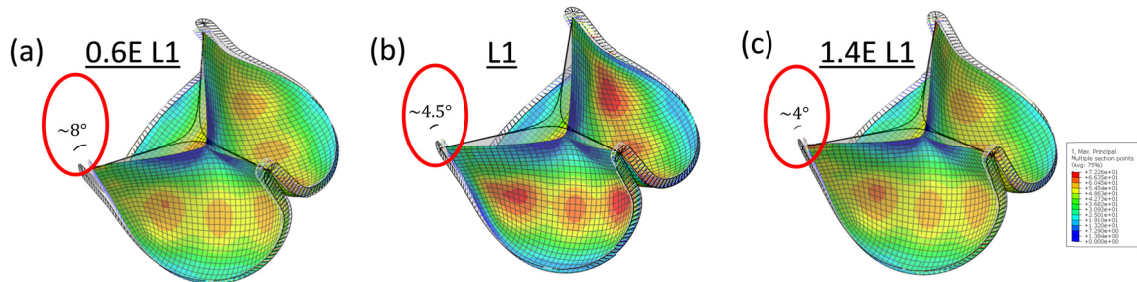 (a)
0.6E L1
~8°
(b)
L1
~4.5°
(c)
1.4E L1
~4°
Max. Principal
Multiple section points
(Avg: 75%)
+7.226e+01
+6.635e+01
+6.045e+01
+5.454e+01
+4.863e+01
+4.273e+01
+3.682e+01
+3.092e+01
+2.501e+01
+1.910e+01
+1.320e+01
+7.290e+00
+1.384e+00
+0.000e+00